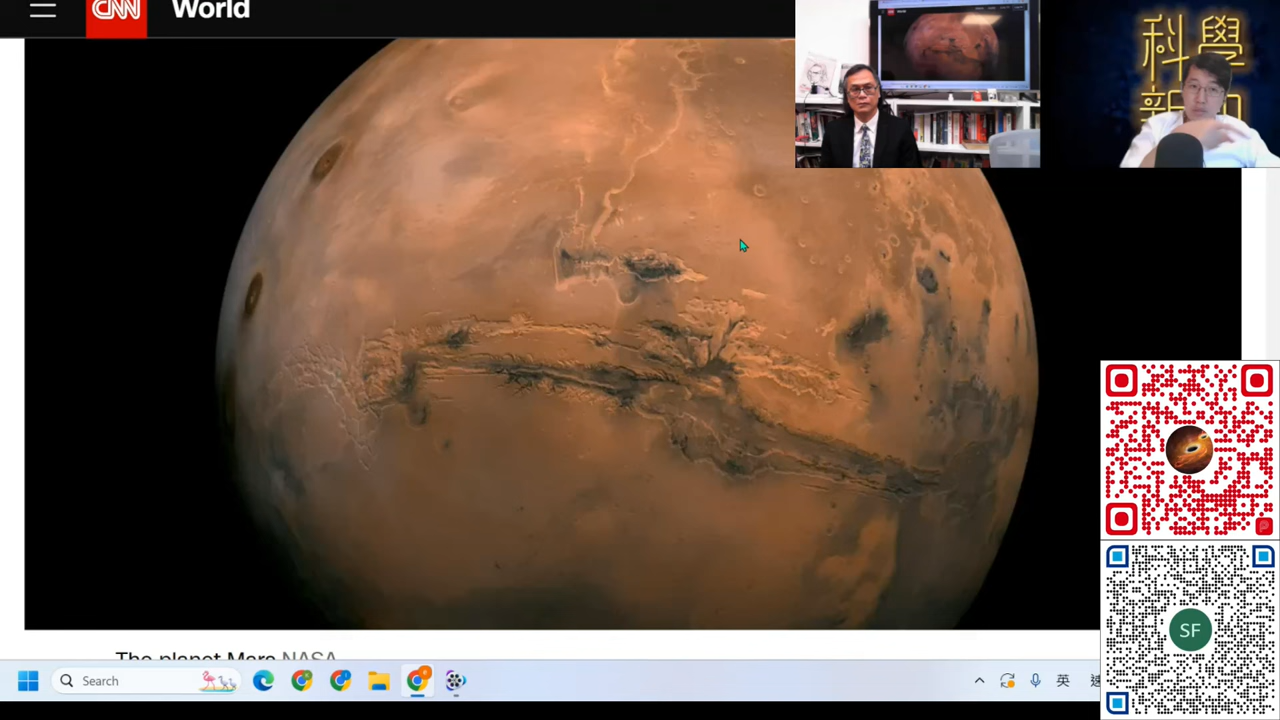 CNN World
科學
The planet Mars NASA
SF
Search
英